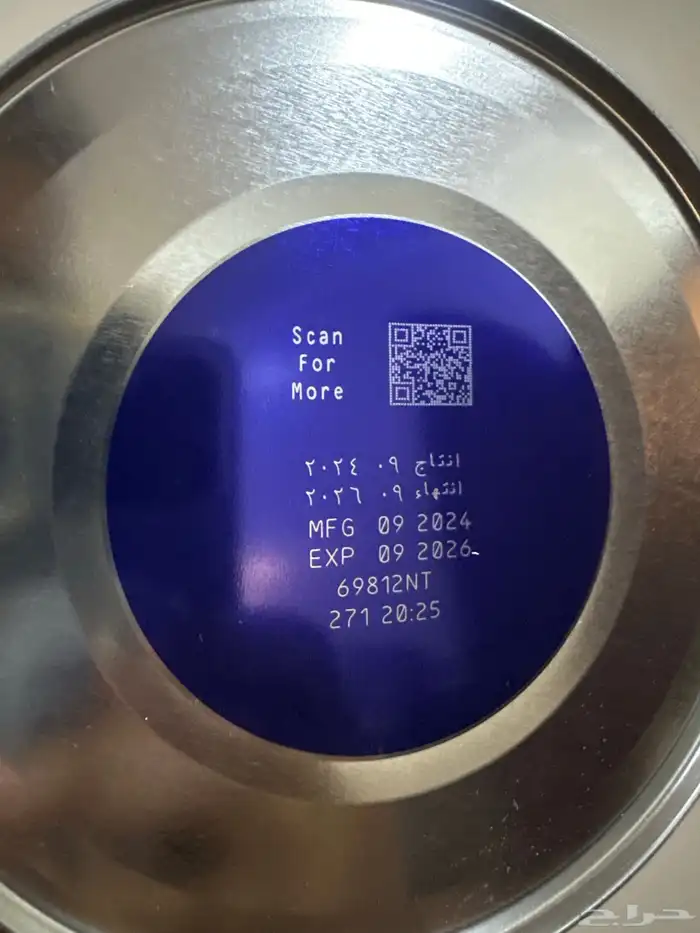 Scan
For
More
انتاج ٠٩ ٢٠٢٤
انتهاء ٠٩ ٢٠٢٦
MFG 09 2024
EXP 09 2026
69812NT
271 20:25
حراج